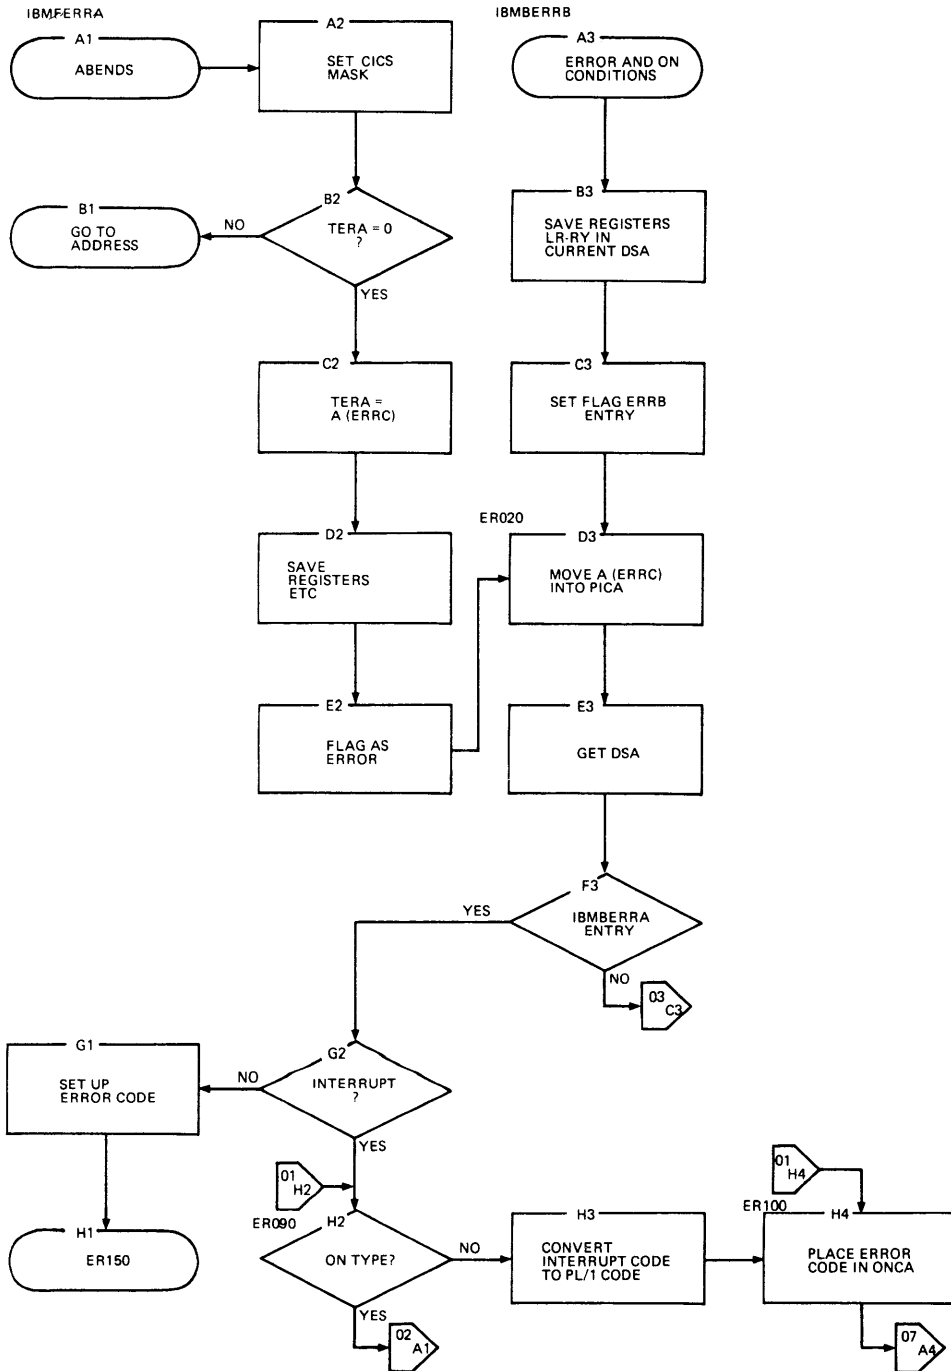 IBMFERRA
IBMBERRB
A1
ABENDS
A2
SET CICS
MASK
A3
ERROR AND ON
CONDITIONS
B1
GO TO
ADDRESS
NO
B2
TERA = 0
?
YES
B3
SAVE REGISTERS
LR-RY IN
CURRENT DSA
C2
TERA =
A (ERRC)
C3
SET FLAG ERRB
ENTRY
ER020
D2
SAVE
REGISTERS
ETC
D3
MOVE A (ERRC)
INTO PICA
E2
FLAG AS
ERROR
E3
GET DSA
F3
IBMBERRA
ENTRY
YES
NO
03
C3
G1
SET UP
ERROR CODE
NO
G2
INTERRUPT
?
YES
01
H2
01
H4
H1
ER150
ER090
H2
ON TYPE?
NO
YES
H3
CONVERT
INTERRUPT CODE
TO PL/1 CODE
ER100
H4
PLACE ERROR
CODE IN ONCA
02
A1
07
A4